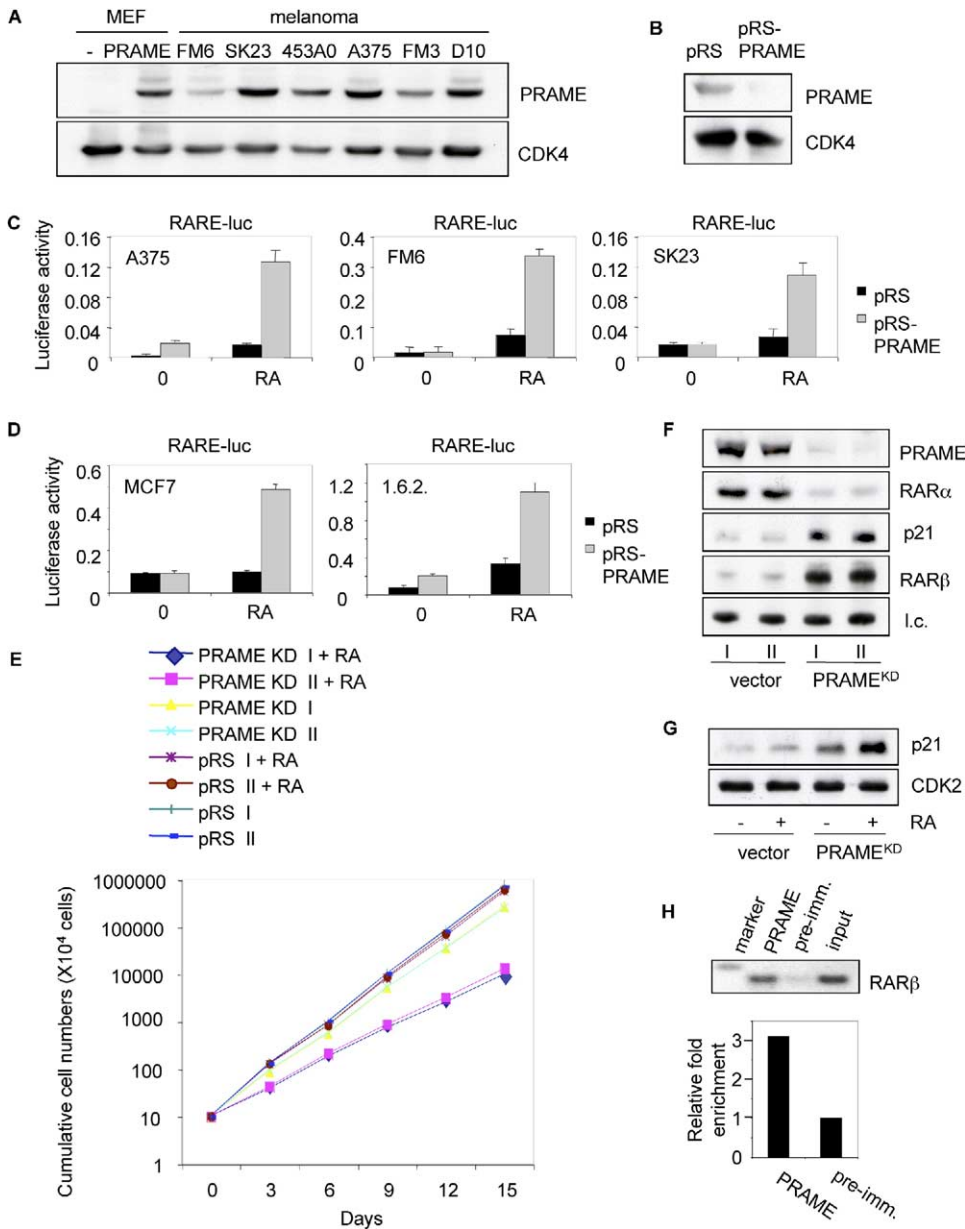 A
MEF melanoma
- PRAME FM6 SK23 453A0 A375 FM3 D10
PRAME
CDK4
B
pRS pRS-PRAME
PRAME
CDK4
C
RARE-luc
Luciferase activity
0.16
0.12
0.08
0.04
0
A375
0 RA
RARE-luc
0.4
0.3
0.2
0.1
0
FM6
0 RA
RARE-luc
0.16
0.12
0.08
0.04
0
SK23
0 RA
pRS
pRS-
PRAME
D
RARE-luc
Luciferase activity
0.6
0.4
0.2
0
MCF7
0 RA
RARE-luc
1.2
0.8
0.4
0
1.6.2.
0 RA
pRS
pRS-
PRAME
E
PRAME KD I + RA
PRAME KD II + RA
PRAME KD I
PRAME KD II
pRS I + RA
pRS II + RA
pRS I
pRS II
Cumulative cell numbers (X10⁴ cells)
1000000
100000
10000
1000
100
10
1
0 3 6 9 12 15
Days
F
PRAME
RARα
p21
RARβ
l.c.
I II I II
vector PRAMEᴷᴰ
G
p21
CDK2
- + - + RA
vector PRAMEᴷᴰ
H
marker PRAME pre-imm. input
RARβ
Relative fold
enrichment
3
2
1
0
PRAME pre-imm.